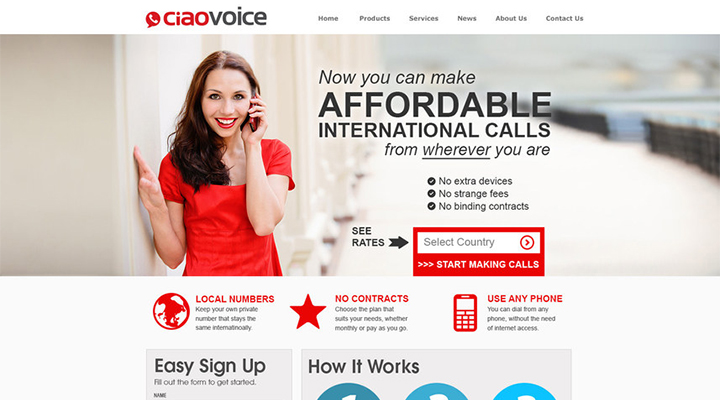 ciaovoice
Home Products Services News About Us Contact Us
Now you can make
AFFORDABLE
INTERNATIONAL CALLS
from wherever you are
No extra devices
No strange fees
No binding contracts
SEE
RATES
Select Country
>>> START MAKING CALLS
LOCAL NUMBERS
Keep your own private
number that stays the
same internatinoally.
NO CONTRACTS
Choose the plan that
suits your needs, whether
monthly or pay as you go.
USE ANY PHONE
You can dial from any
phone, without the need
of internet access.
Easy Sign Up
Fill out the form to get started.
NAME
How It Works
1 2 3